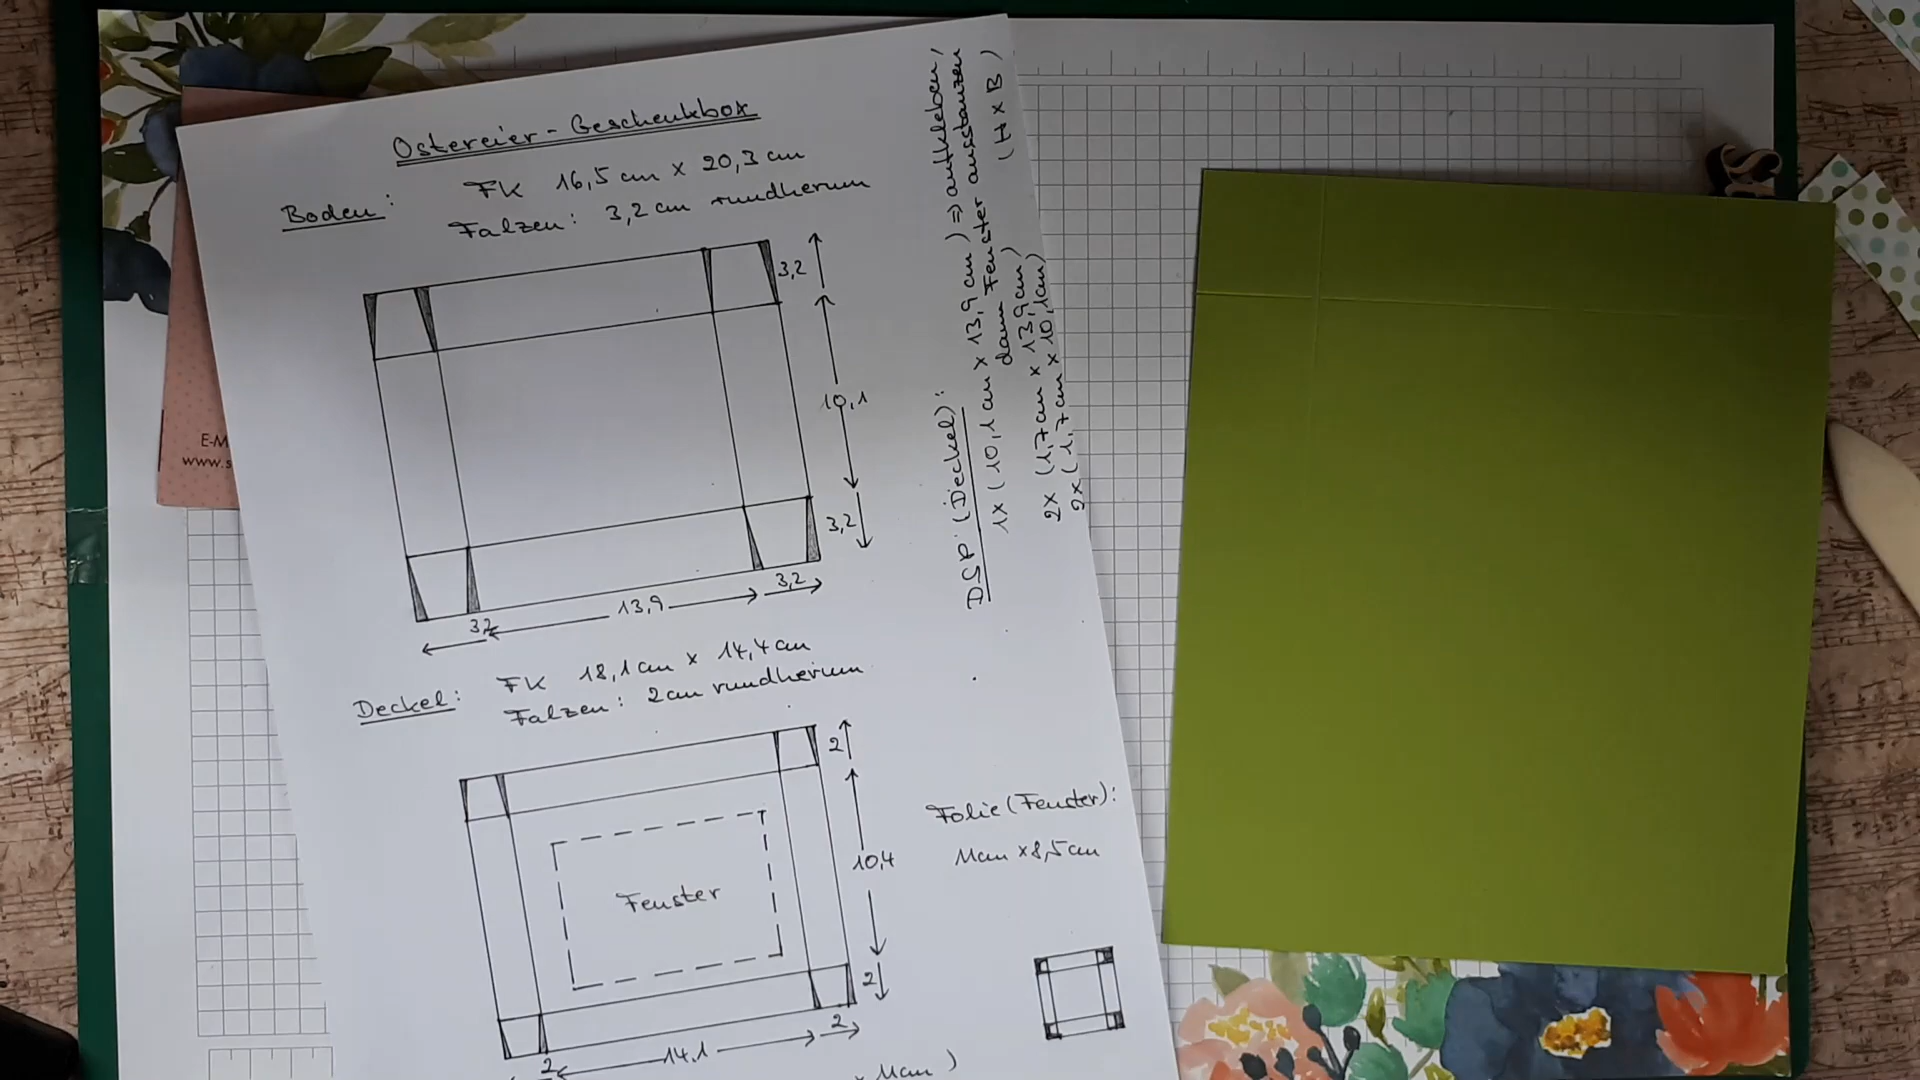 Ostereier-Geschenkbox
Boden: FK 16,5 cm x 20,3 cm
Falzen: 3,2 cm rundherum
3,2
10,1
3,2
3,2
13,9
3,2
Deckel: FK 18,1 cm x 14,4 cm
Falzen: 2 cm rundherum
2
10,4
2
2
14,1
2
Fenster
DSP (Deckel):
1x (10,1 cm x 13,9 cm) => aufkleben,
dann Fenster ausstanzen
2x (1,7 cm x 13,9 cm) (H x B)
2x (1,7 cm x 10,1 cm)
Folie (Fenster):
11 cm x 8,5 cm
x 11 cm)
E-M
www.s